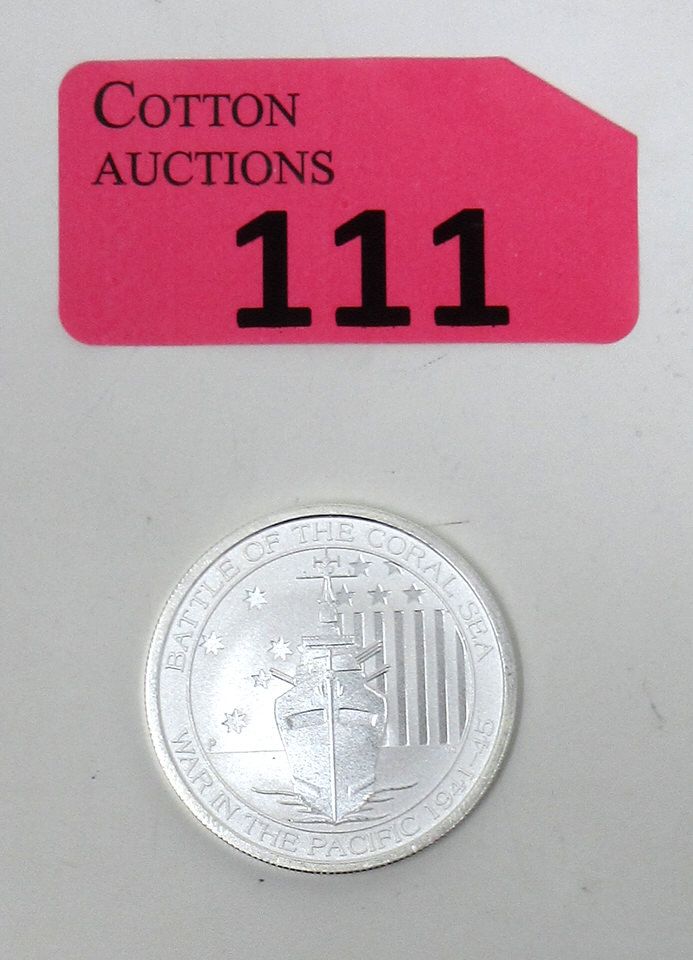 COTTON
AUCTIONS
111
BATTLE OF THE CORAL SEA
WAR IN THE PACIFIC 1941-45
P